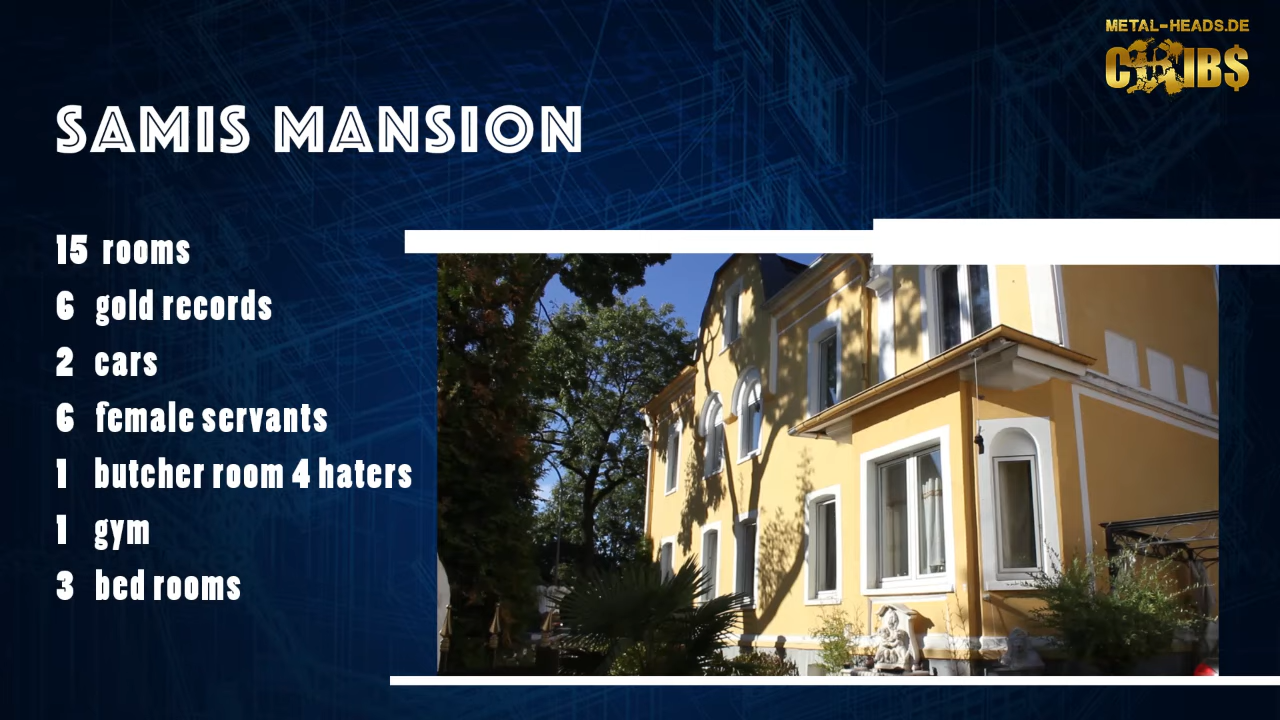 METAL-HEADS.DE
CRIB$
SAMIS MANSION
15 rooms
6 gold records
2 cars
6 female servants
1 butcher room 4 haters
1 gym
3 bed rooms